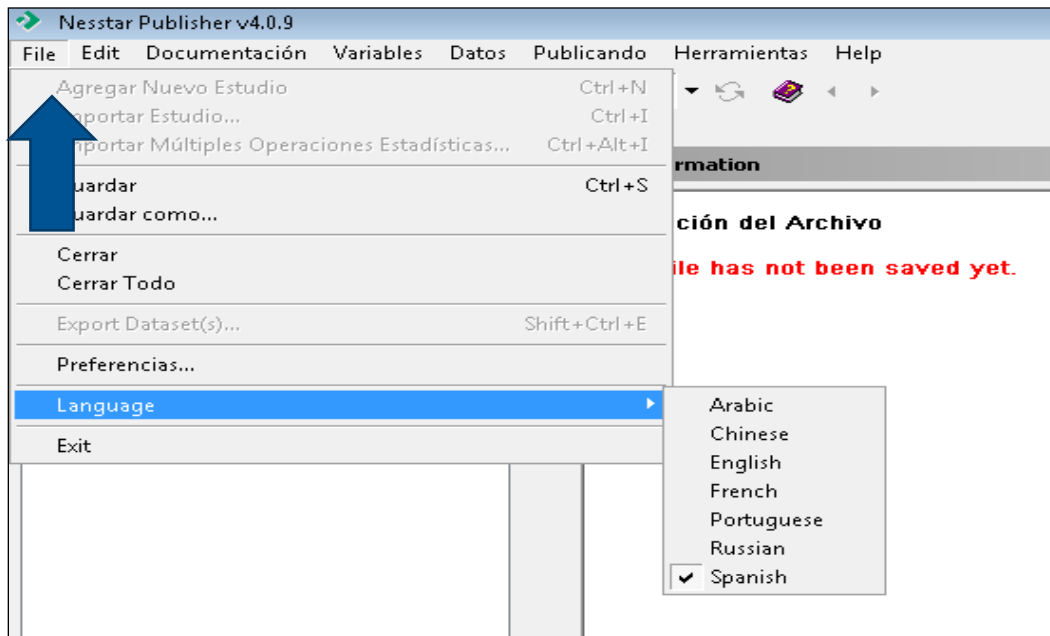 Nesstar Publisher v4.0.9
File Edit Documentación Variables Datos Publicando Herramientas Help
Agregar Nuevo Estudio Ctrl+N
mportar Estudio... Ctrl+I
mportar Múltiples Operaciones Estadísticas... Ctrl+Alt+I
rmation
uardar Ctrl+S
uardar como...
ción del Archivo
Cerrar
ile has not been saved yet.
Cerrar Todo
Export Dataset(s)... Shift+Ctrl+E
Preferencias...
Language
Arabic
Chinese
Exit
English
French
Portuguese
Russian
Spanish